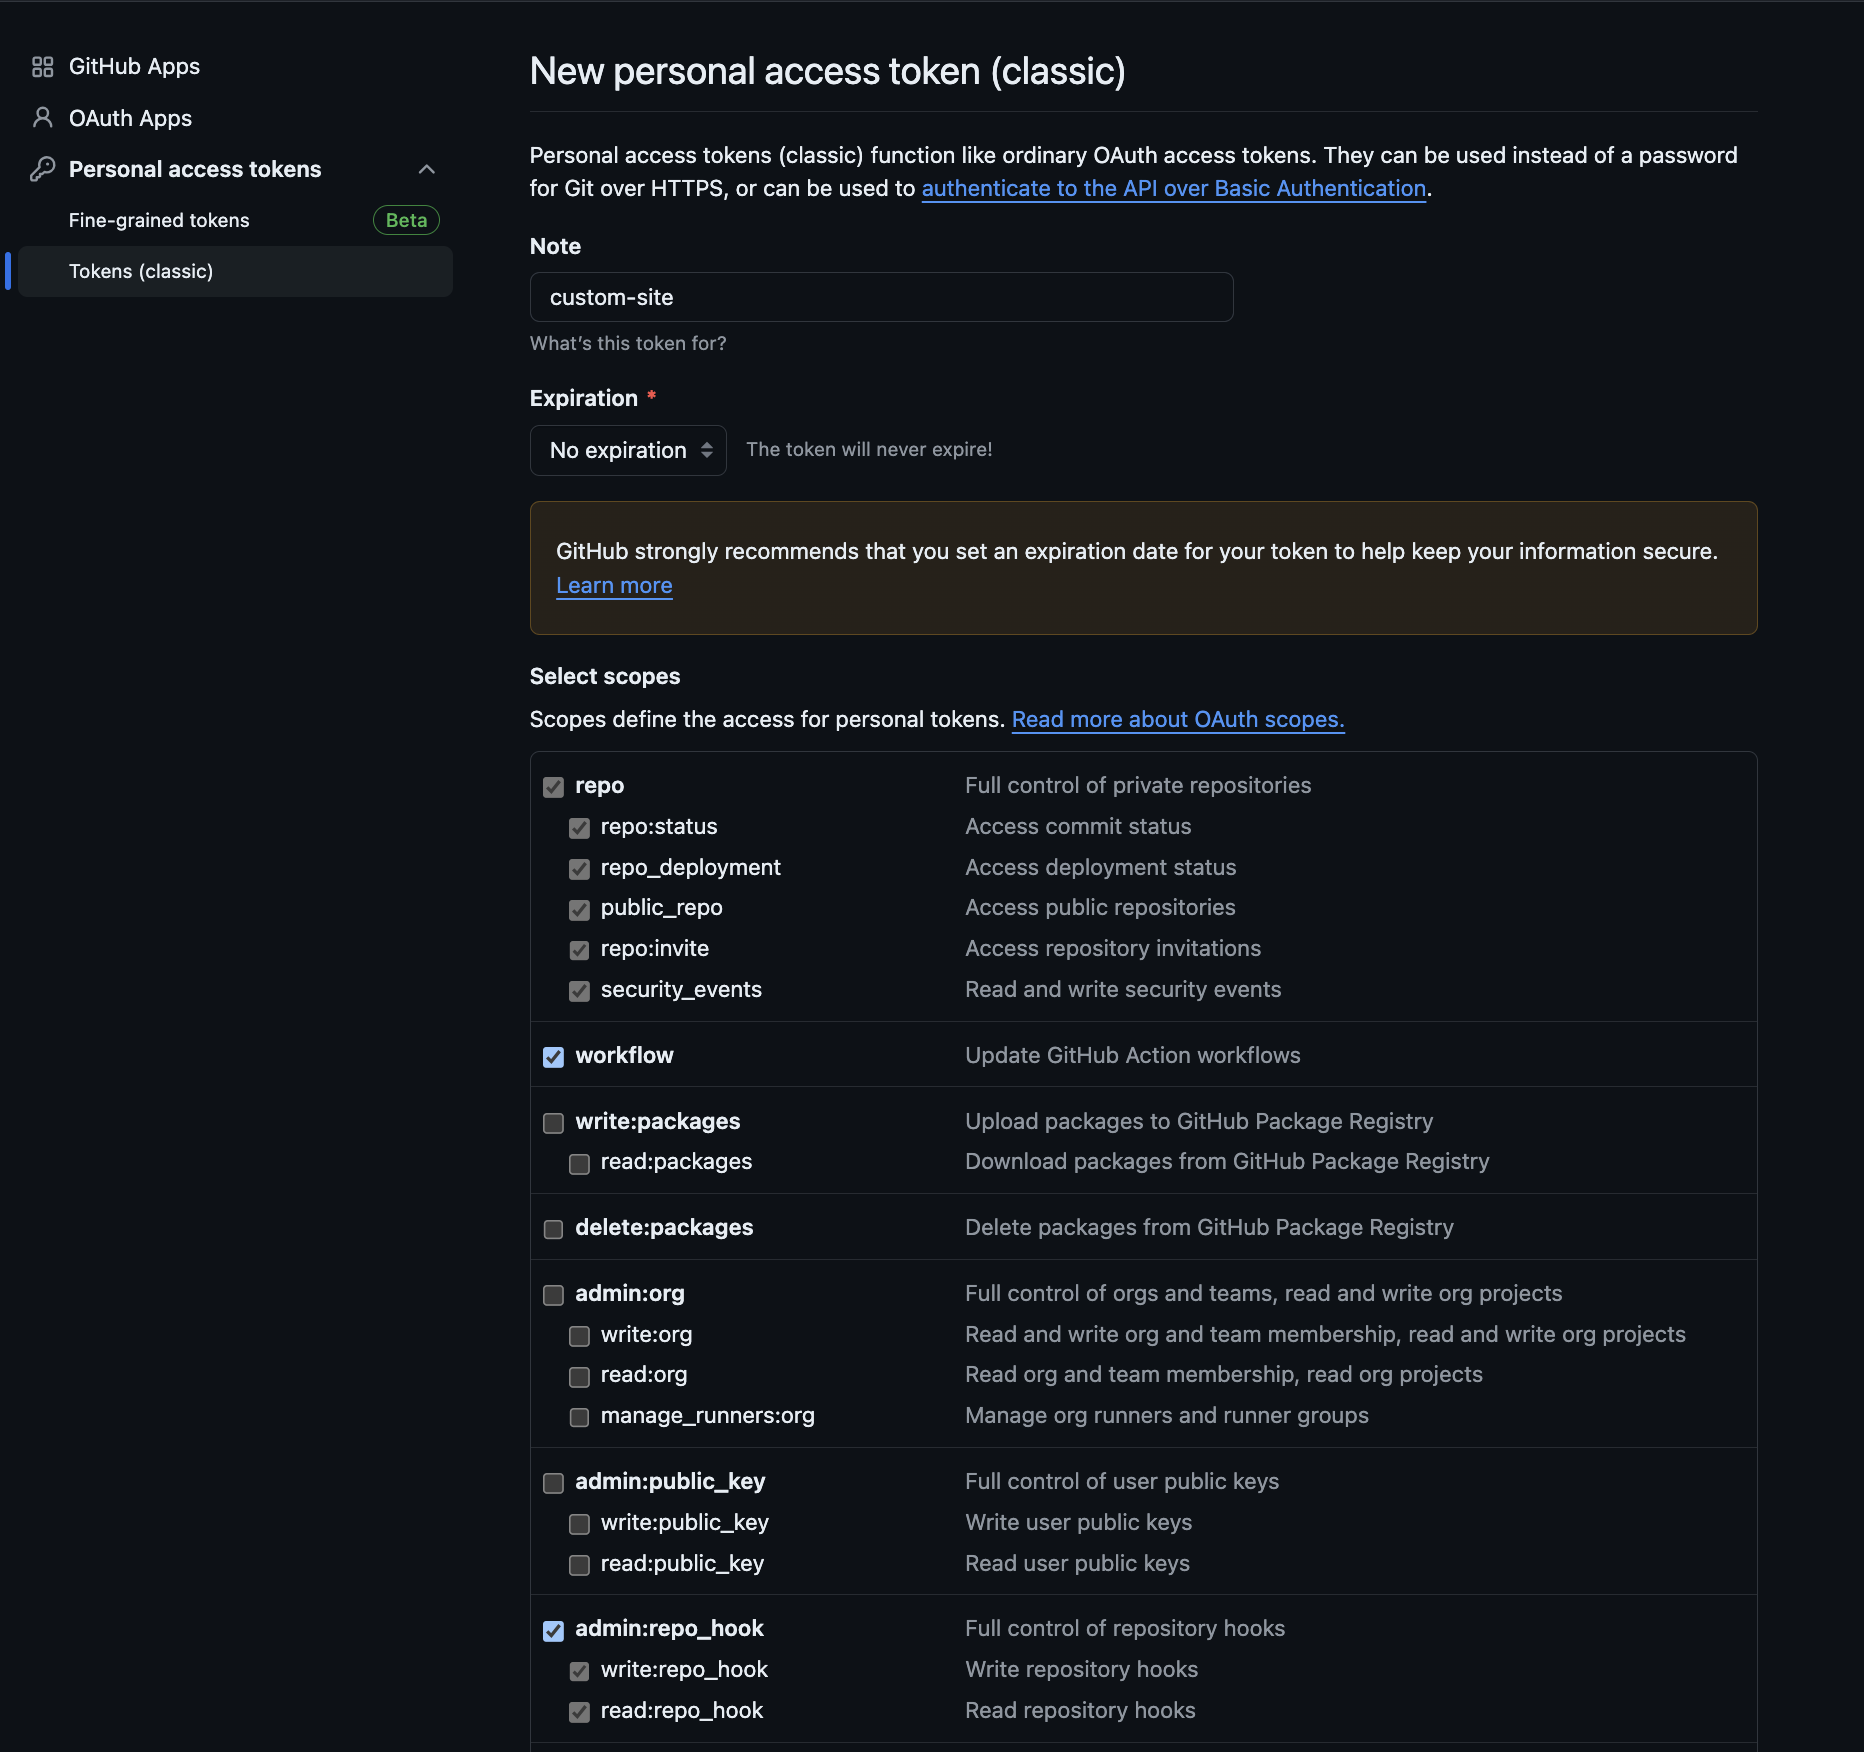 GitHub Apps
OAuth Apps
Personal access tokens
Fine-grained tokens Beta
Tokens (classic)
New personal access token (classic)
Personal access tokens (classic) function like ordinary OAuth access tokens. They can be used instead of a password
for Git over HTTPS, or can be used to authenticate to the API over Basic Authentication.
Note
custom-site
What's this token for?
Expiration *
No expiration The token will never expire!
GitHub strongly recommends that you set an expiration date for your token to help keep your information secure.
Learn more
Select scopes
Scopes define the access for personal tokens. Read more about OAuth scopes.
repo Full control of private repositories
repo:status Access commit status
repo_deployment Access deployment status
public_repo Access public repositories
repo:invite Access repository invitations
security_events Read and write security events
workflow Update GitHub Action workflows
write:packages Upload packages to GitHub Package Registry
read:packages Download packages from GitHub Package Registry
delete:packages Delete packages from GitHub Package Registry
admin:org Full control of orgs and teams, read and write org projects
write:org Read and write org and team membership, read and write org projects
read:org Read org and team membership, read org projects
manage_runners:org Manage org runners and runner groups
admin:public_key Full control of user public keys
write:public_key Write user public keys
read:public_key Read user public keys
admin:repo_hook Full control of repository hooks
write:repo_hook Write repository hooks
read:repo_hook Read repository hooks